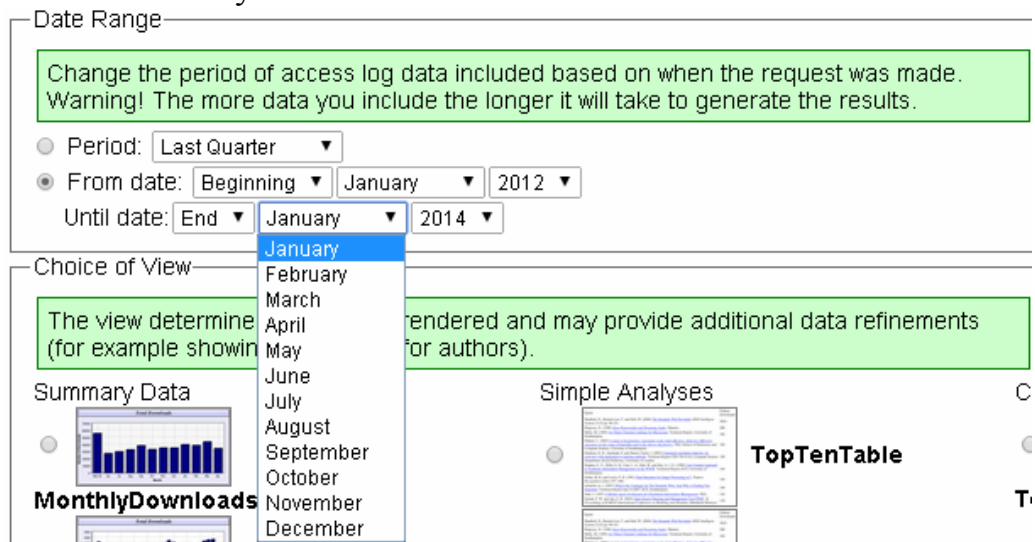 Date Range
Change the period of access log data included based on when the request was made.
Warning! The more data you include the longer it will take to generate the results.
Period: Last Quarter
From date: Beginning January 2012
Until date: End January 2014
January
February
March
April
May
June
July
August
September
October
November
December
Choice of View
The view determine rendered and may provide additional data refinements
(for example showin for authors).
Summary Data
Simple Analyses
MonthlyDownloads
TopTenTable